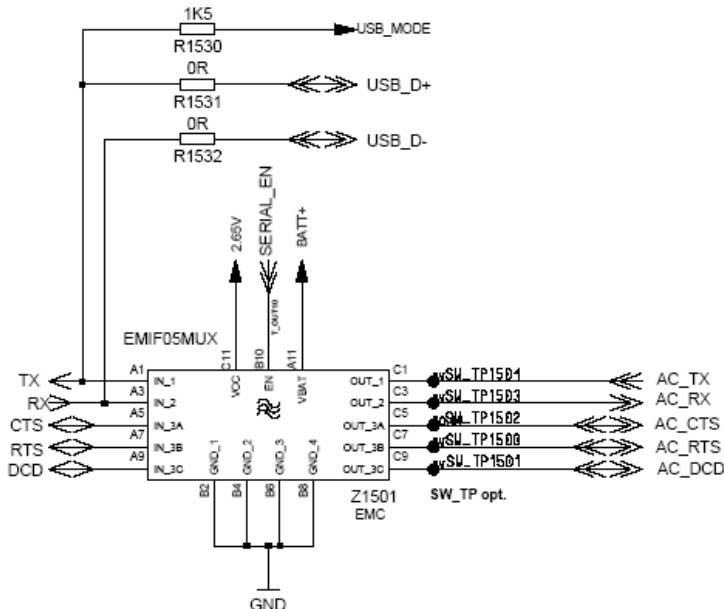 1K5
R1530
USB_MODE
0R
R1531
USB_D+
0R
R1532
USB_D-
2.65V
SERIAL_EN
BATT+
T_OUT10
EMIF05MUX
C11
B10
A11
VCC
EN
VBAT
TX
A1
IN_1
OUT_1
C1
SW_TP1504
AC_TX
RX
A3
IN_2
OUT_2
C3
SW_TP1503
AC_RX
CTS
A5
IN_3A
OUT_3A
C5
SW_TP1502
AC_CTS
RTS
A7
IN_3B
OUT_3B
C7
SW_TP1500
AC_RTS
DCD
A9
IN_3C
OUT_3C
C9
SW_TP1501
AC_DCD
GND_1
GND_2
GND_3
GND_4
B2
B4
B6
B8
Z1501
EMC
SW_TP opt.
GND